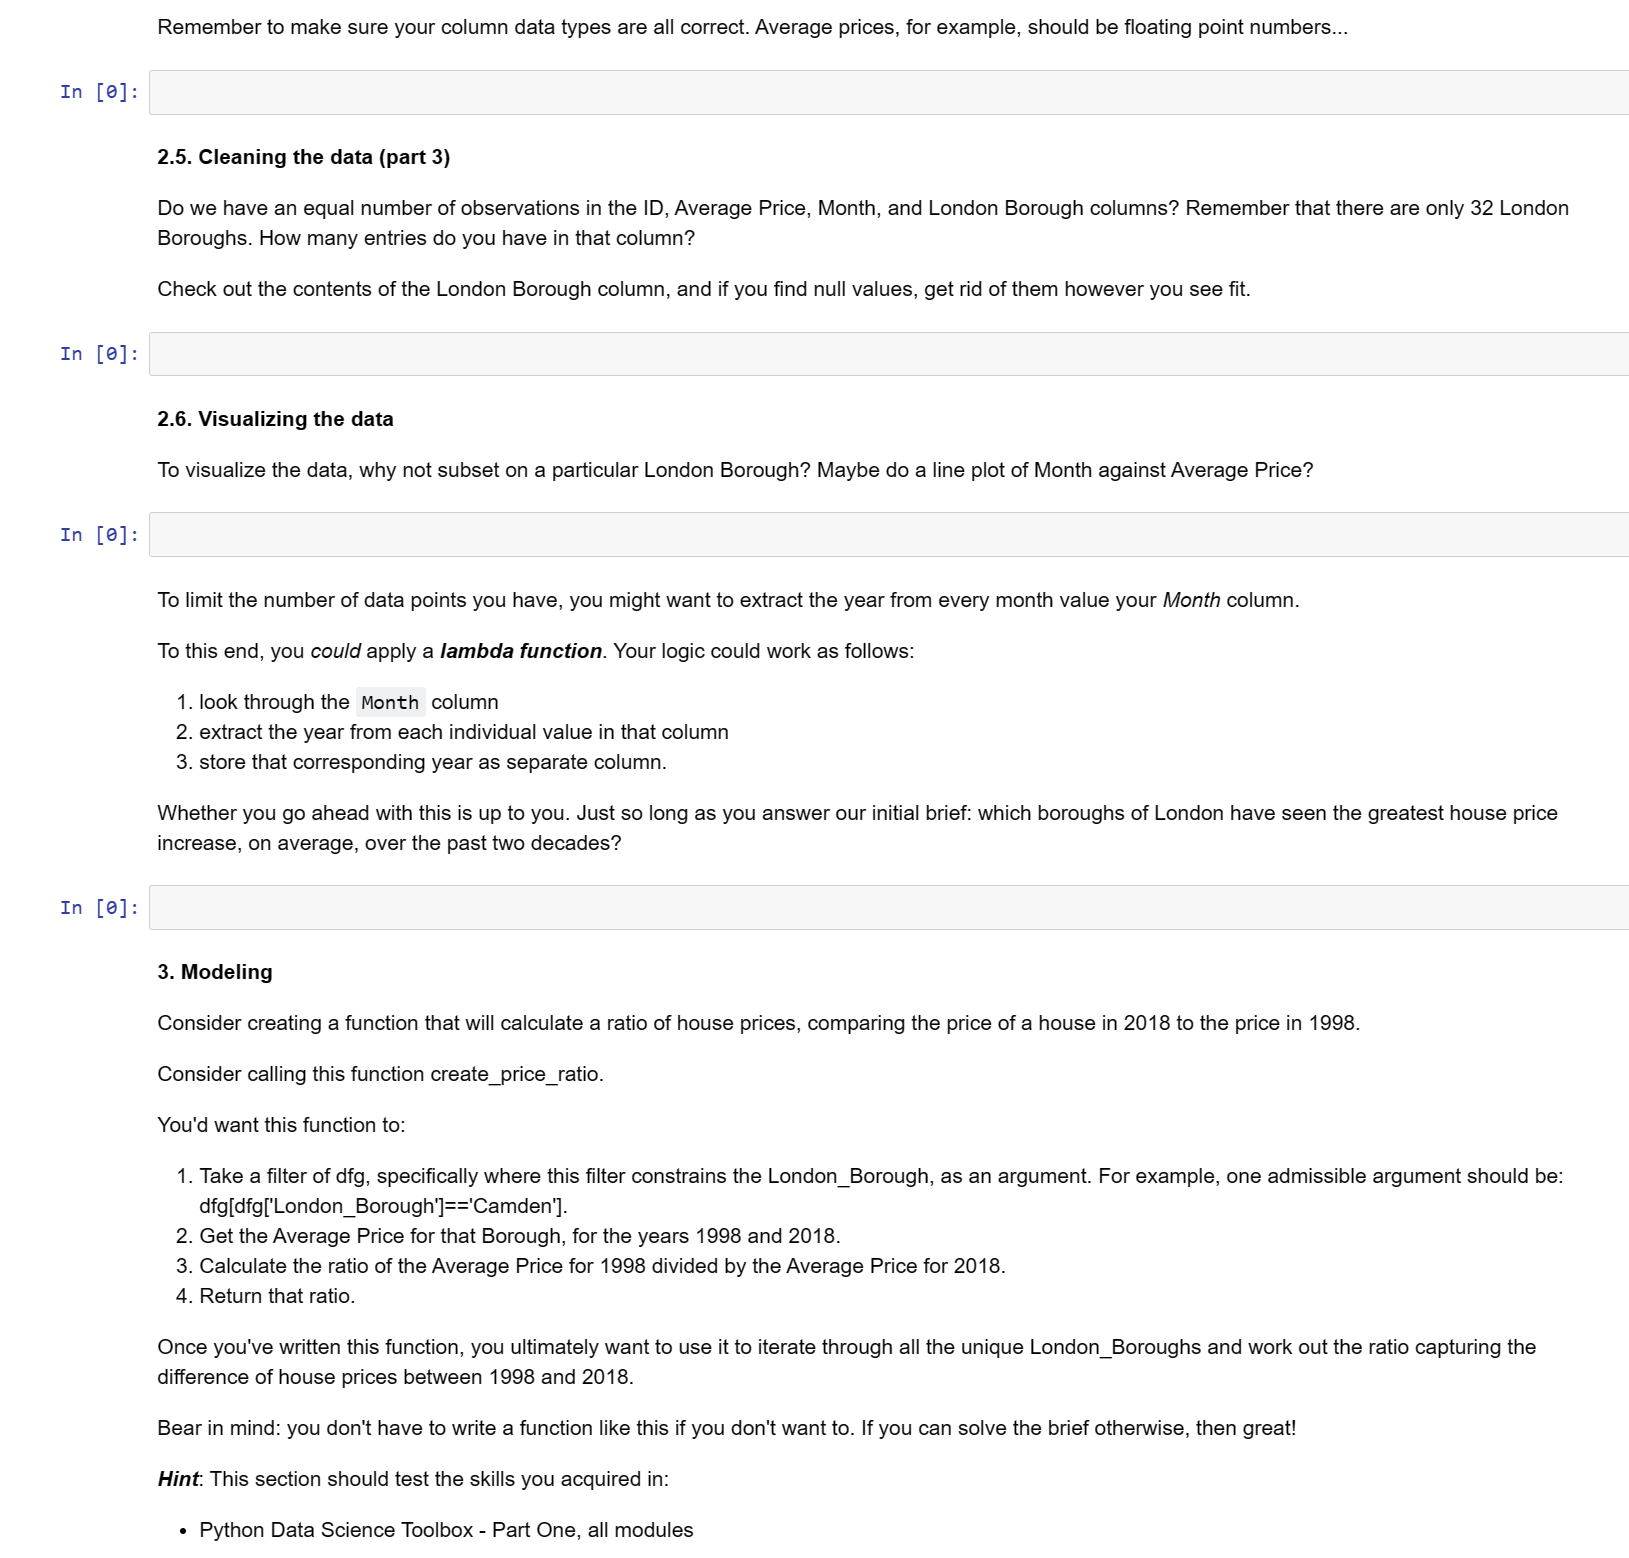 Remember to make sure your column data types are all correct. Average prices, for example, should be floating point numbers...
In [0]:
2.5. Cleaning the data (part 3)
Do we have an equal number of observations in the ID, Average Price, Month, and London Borough columns? Remember that there are only 32 London
Boroughs. How many entries do you have in that column?
Check out the contents of the London Borough column, and if you find null values, get rid of them however you see fit.
In [0]:
2.6. Visualizing the data
To visualize the data, why not subset on a particular London Borough? Maybe do a line plot of Month against Average Price?
In [0]:
To limit the number of data points you have, you might want to extract the year from every month value your Month column.
To this end, you could apply a lambda function. Your logic could work as follows:
1. look through the Month column
2. extract the year from each individual value in that column
3. store that corresponding year as separate column.
Whether you go ahead with this is up to you. Just so long as you answer our initial brief: which boroughs of London have seen the greatest house price
increase, on average, over the past two decades?
In [0]:
3. Modeling
Consider creating a function that will calculate a ratio of house prices, comparing the price of a house in 2018 to the price in 1998.
Consider calling this function create_price_ratio.
You'd want this function to:
1. Take a filter of dfg, specifically where this filter constrains the London_Borough, as an argument. For example, one admissible argument should be:
dfg[dfg['London_Borough']=='Camden'].
2. Get the Average Price for that Borough, for the years 1998 and 2018.
3. Calculate the ratio of the Average Price for 1998 divided by the Average Price for 2018.
4. Return that ratio.
Once you've written this function, you ultimately want to use it to iterate through all the unique London_Boroughs and work out the ratio capturing the
difference of house prices between 1998 and 2018.
Bear in mind: you don't have to write a function like this if you don't want to. If you can solve the brief otherwise, then great!
Hint: This section should test the skills you acquired in:
• Python Data Science Toolbox - Part One, all modules